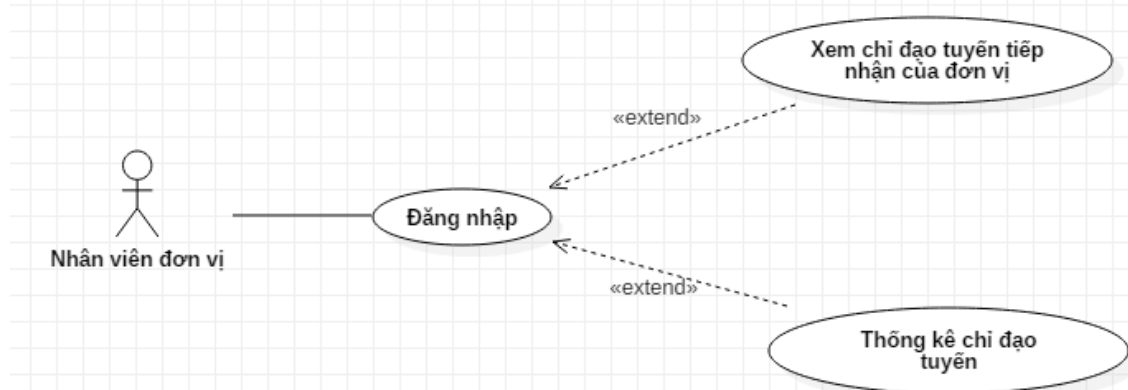 Xem chỉ đạo tuyến tiếp
nhận của đơn vị
«extend»
Đăng nhập
Nhân viên đơn vị
«extend»
Thống kê chỉ đạo
tuyến